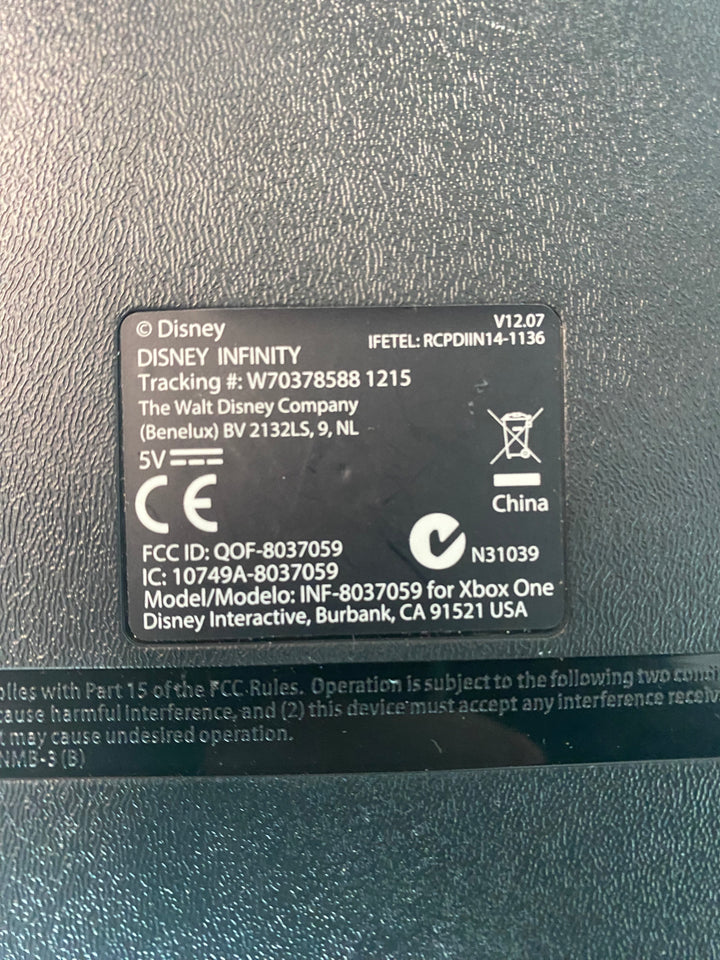 © Disney
V12.07
DISNEY INFINITY
IFETEL: RCPDIIN14-1136
Tracking #: W70378588 1215
The Walt Disney Company
(Benelux) BV 2132LS, 9, NL
5V
CE
China
FCC ID: QOF-8037059
N31039
IC: 10749A-8037059
Model/Modelo: INF-8037059 for Xbox One
Disney Interactive, Burbank, CA 91521 USA
plies with Part 15 of the FCC Rules. Operation is subject to the following two condi
cause harmful interference, and (2) this device must accept any interference receiv
t may cause undesired operation.
NMB-3 (B)